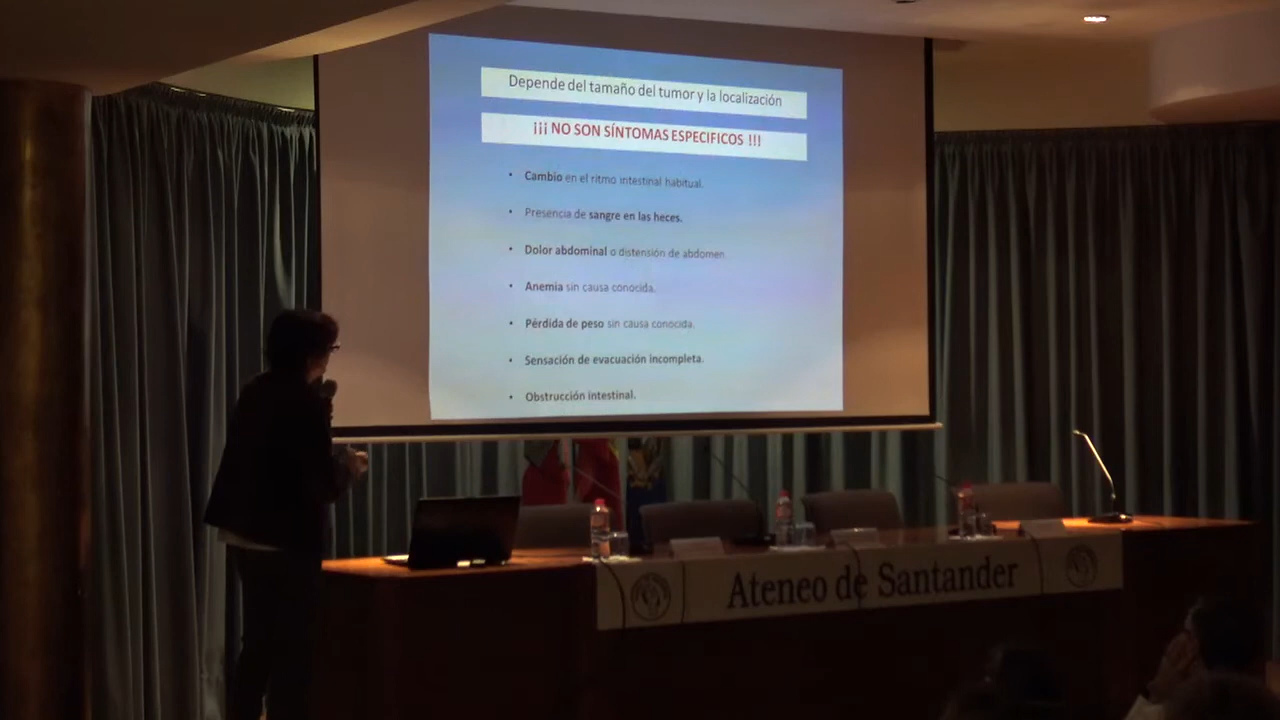 Depende del tamaño del tumor y la localización
¡¡¡ NO SON SÍNTOMAS ESPECIFICOS !!!
• Cambio en el ritmo intestinal habitual.
• Presencia de sangre en las heces.
• Dolor abdominal o distensión de abdomen.
• Anemia sin causa conocida.
• Pérdida de peso sin causa conocida.
• Sensación de evacuación incompleta.
• Obstrucción intestinal.
Ateneo de Santander